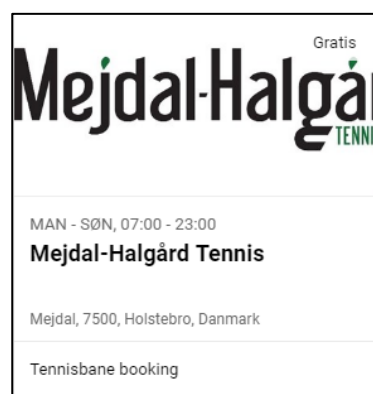 Gratis
Mejdal-Halgår
TENNI
MAN - SØN, 07:00 - 23:00
Mejdal-Halgård Tennis
Mejdal, 7500, Holstebro, Danmark
Tennisbane booking